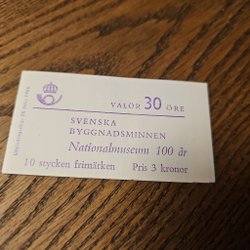 VALÖR 30 ÖRE
SVENSKA
BYGGNADSMINNEN
Nationalmuseum 100 år
10 stycken frimärken Pris 3 kronor